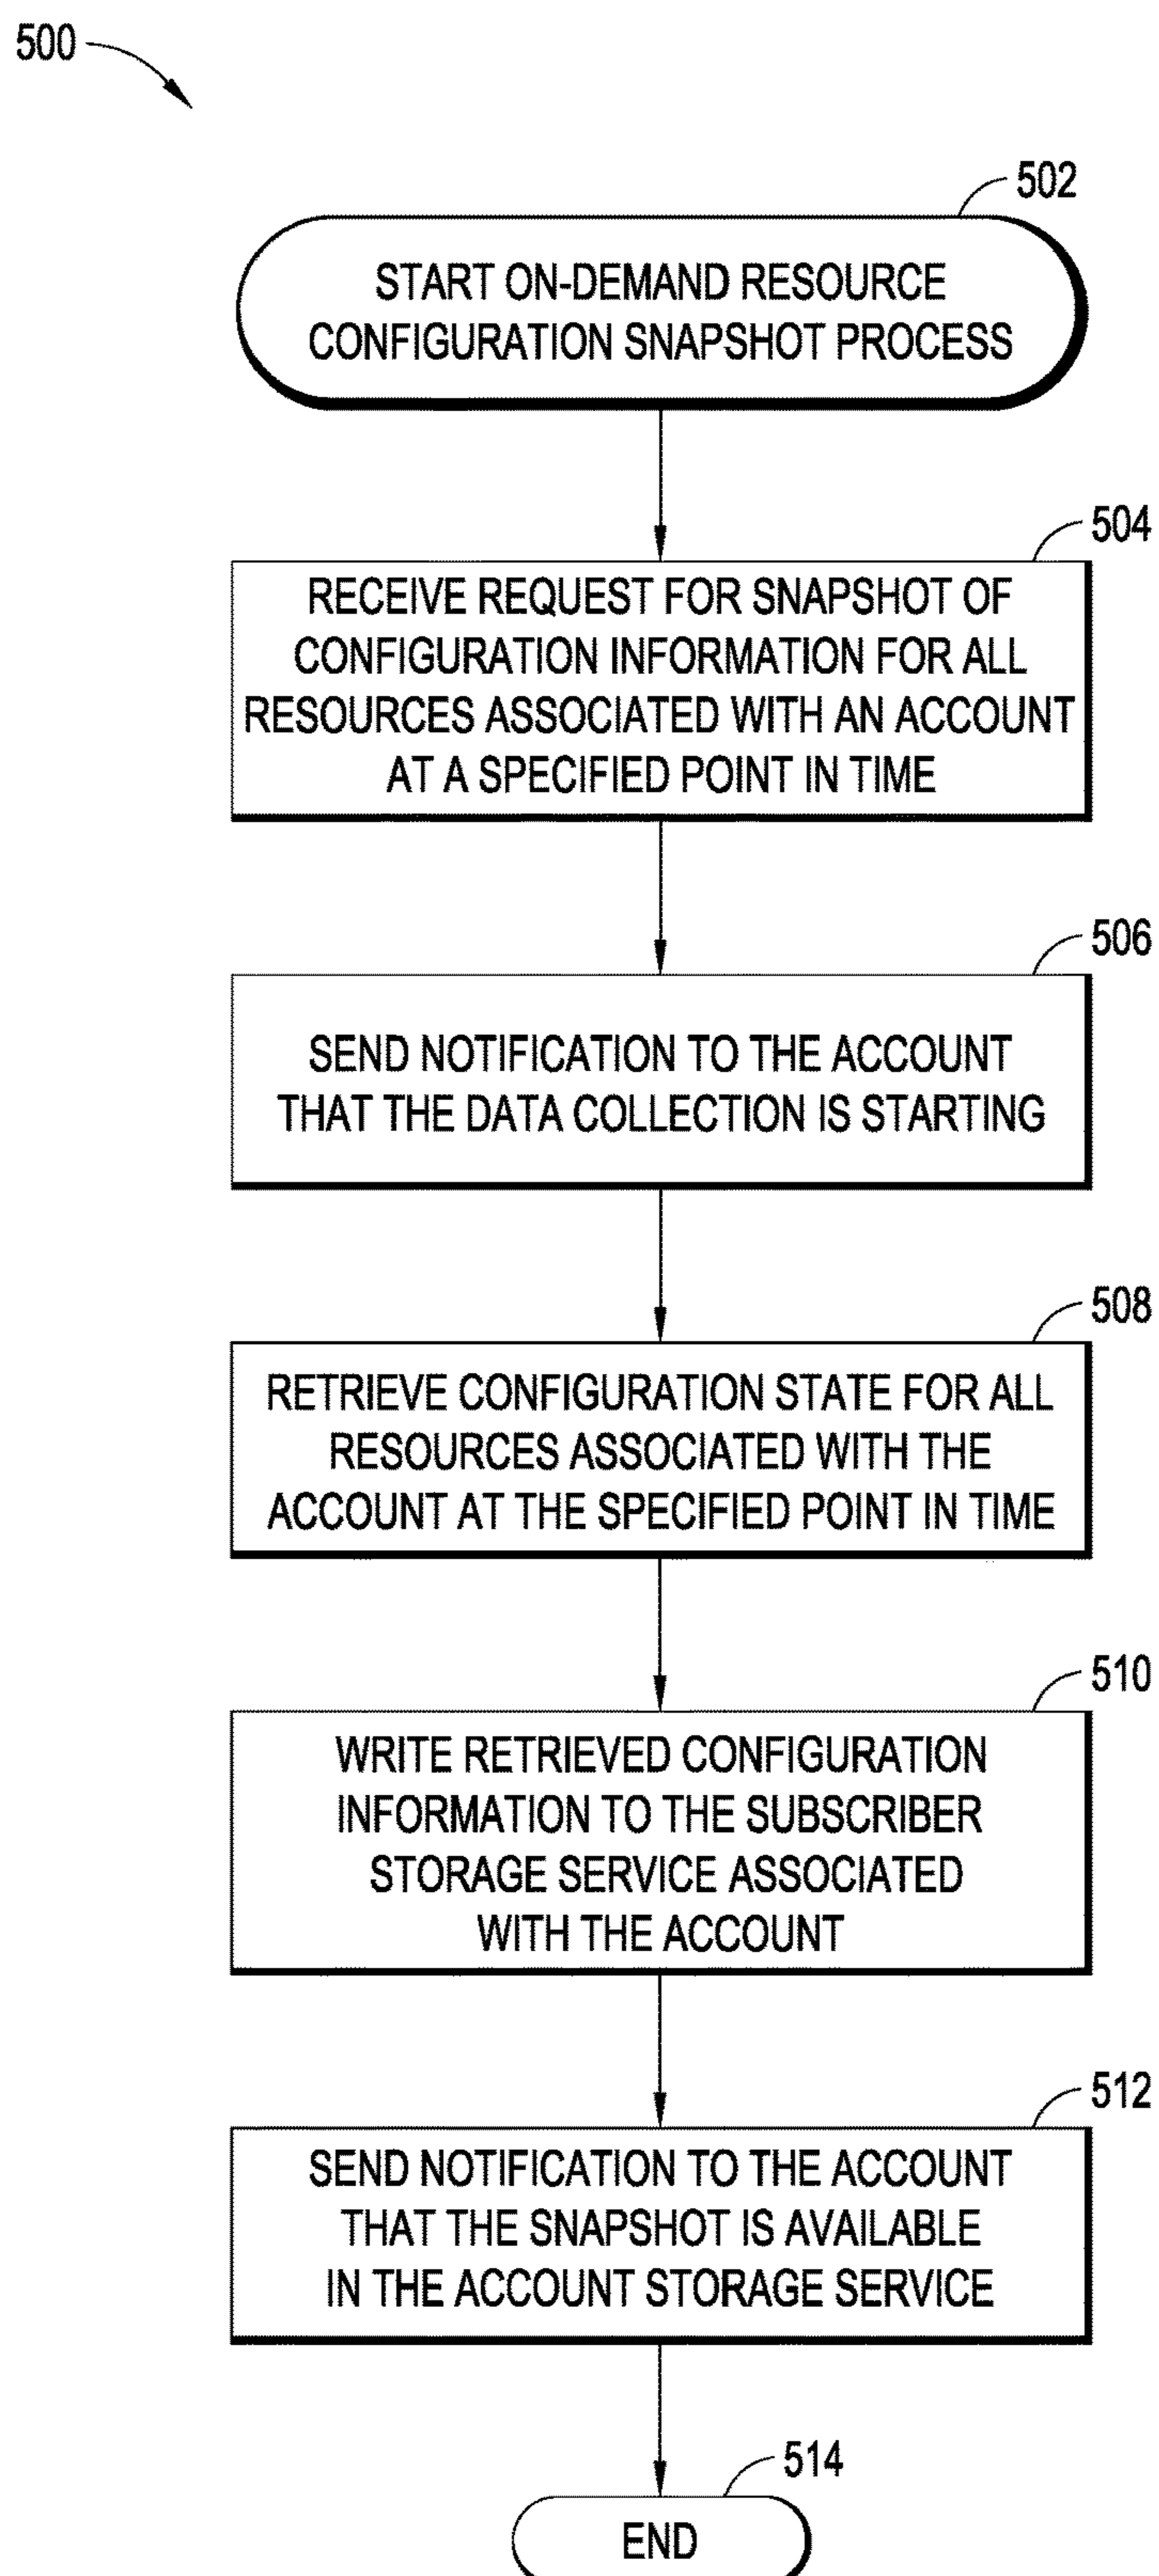 500
502
START ON-DEMAND RESOURCE
CONFIGURATION SNAPSHOT PROCESS
504
RECEIVE REQUEST FOR SNAPSHOT OF
CONFIGURATION INFORMATION FOR ALL
RESOURCES ASSOCIATED WITH AN ACCOUNT
AT A SPECIFIED POINT IN TIME
506
SEND NOTIFICATION TO THE ACCOUNT
THAT THE DATA COLLECTION IS STARTING
508
RETRIEVE CONFIGURATION STATE FOR ALL
RESOURCES ASSOCIATED WITH THE
ACCOUNT AT THE SPECIFIED POINT IN TIME
510
WRITE RETRIEVED CONFIGURATION
INFORMATION TO THE SUBSCRIBER
STORAGE SERVICE ASSOCIATED
WITH THE ACCOUNT
512
SEND NOTIFICATION TO THE ACCOUNT
THAT THE SNAPSHOT IS AVAILABLE
IN THE ACCOUNT STORAGE SERVICE
514
END